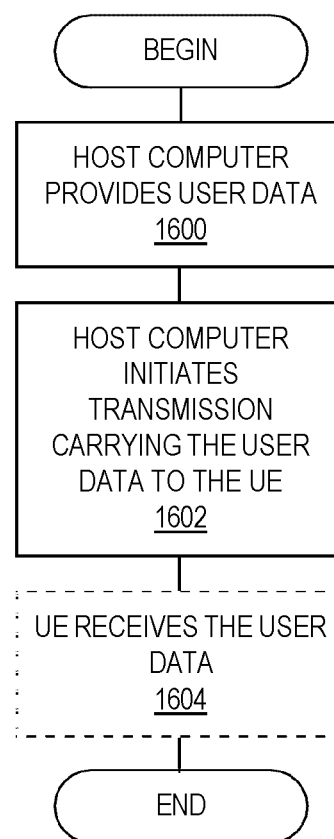 BEGIN
HOST COMPUTER
PROVIDES USER DATA
1600
HOST COMPUTER
INITIATES
TRANSMISSION
CARRYING THE USER
DATA TO THE UE
1602
UE RECEIVES THE USER
DATA
1604
END